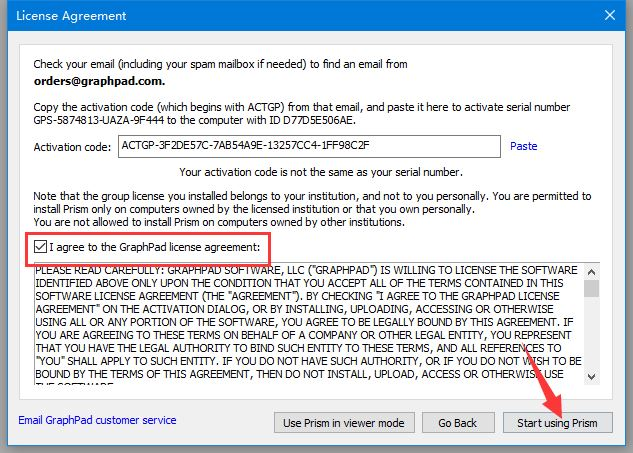 License Agreement
Check your email (including your spam mailbox if needed) to find an email from
orders@graphpad.com.
Copy the activation code (which begins with ACTGP) from that email, and paste it here to activate serial number
GPS-5874813-UAZA-9F444 to the computer with ID D77D5E506AE.
Activation code: ACTGP-3F2DE57C-7AB54A9E-13257CC4-1FF98C2F Paste
Your activation code is not the same as your serial number.
Note that the group license you installed belongs to your institution, and not to you personally. You are permitted to
install Prism only on computers owned by the licensed institution or that you own personally.
You are not allowed to install Prism on computers owned by other institutions.
I agree to the GraphPad license agreement:
PLEASE READ CAREFULLY: GRAPHPAD SOFTWARE, LLC ("GRAPHPAD") IS WILLING TO LICENSE THE SOFTWARE
IDENTIFIED ABOVE ONLY UPON THE CONDITION THAT YOU ACCEPT ALL OF THE TERMS CONTAINED IN THIS
SOFTWARE LICENSE AGREEMENT (THE "AGREEMENT"). BY CHECKING "I AGREE TO THE GRAPHPAD LICENSE
AGREEMENT" ON THE ACTIVATION DIALOG, OR BY INSTALLING, UPLOADING, ACCESSING OR OTHERWISE
USING ALL OR ANY PORTION OF THE SOFTWARE, YOU AGREE TO BE LEGALLY BOUND BY THIS AGREEMENT. IF
YOU ARE AGREEING TO THESE TERMS ON BEHALF OF A COMPANY OR OTHER LEGAL ENTITY, YOU REPRESENT
THAT YOU HAVE THE LEGAL AUTHORITY TO BIND SUCH ENTITY TO THESE TERMS, AND ALL REFERENCES TO
"YOU" SHALL APPLY TO SUCH ENTITY. IF YOU DO NOT HAVE SUCH AUTHORITY, OR IF YOU DO NOT WISH TO BE
BOUND BY THE TERMS OF THIS AGREEMENT, THEN DO NOT INSTALL, UPLOAD, ACCESS OR OTHERWISE USE
THE SOFTWARE
Email GraphPad customer service Use Prism in viewer mode Go Back Start using Prism